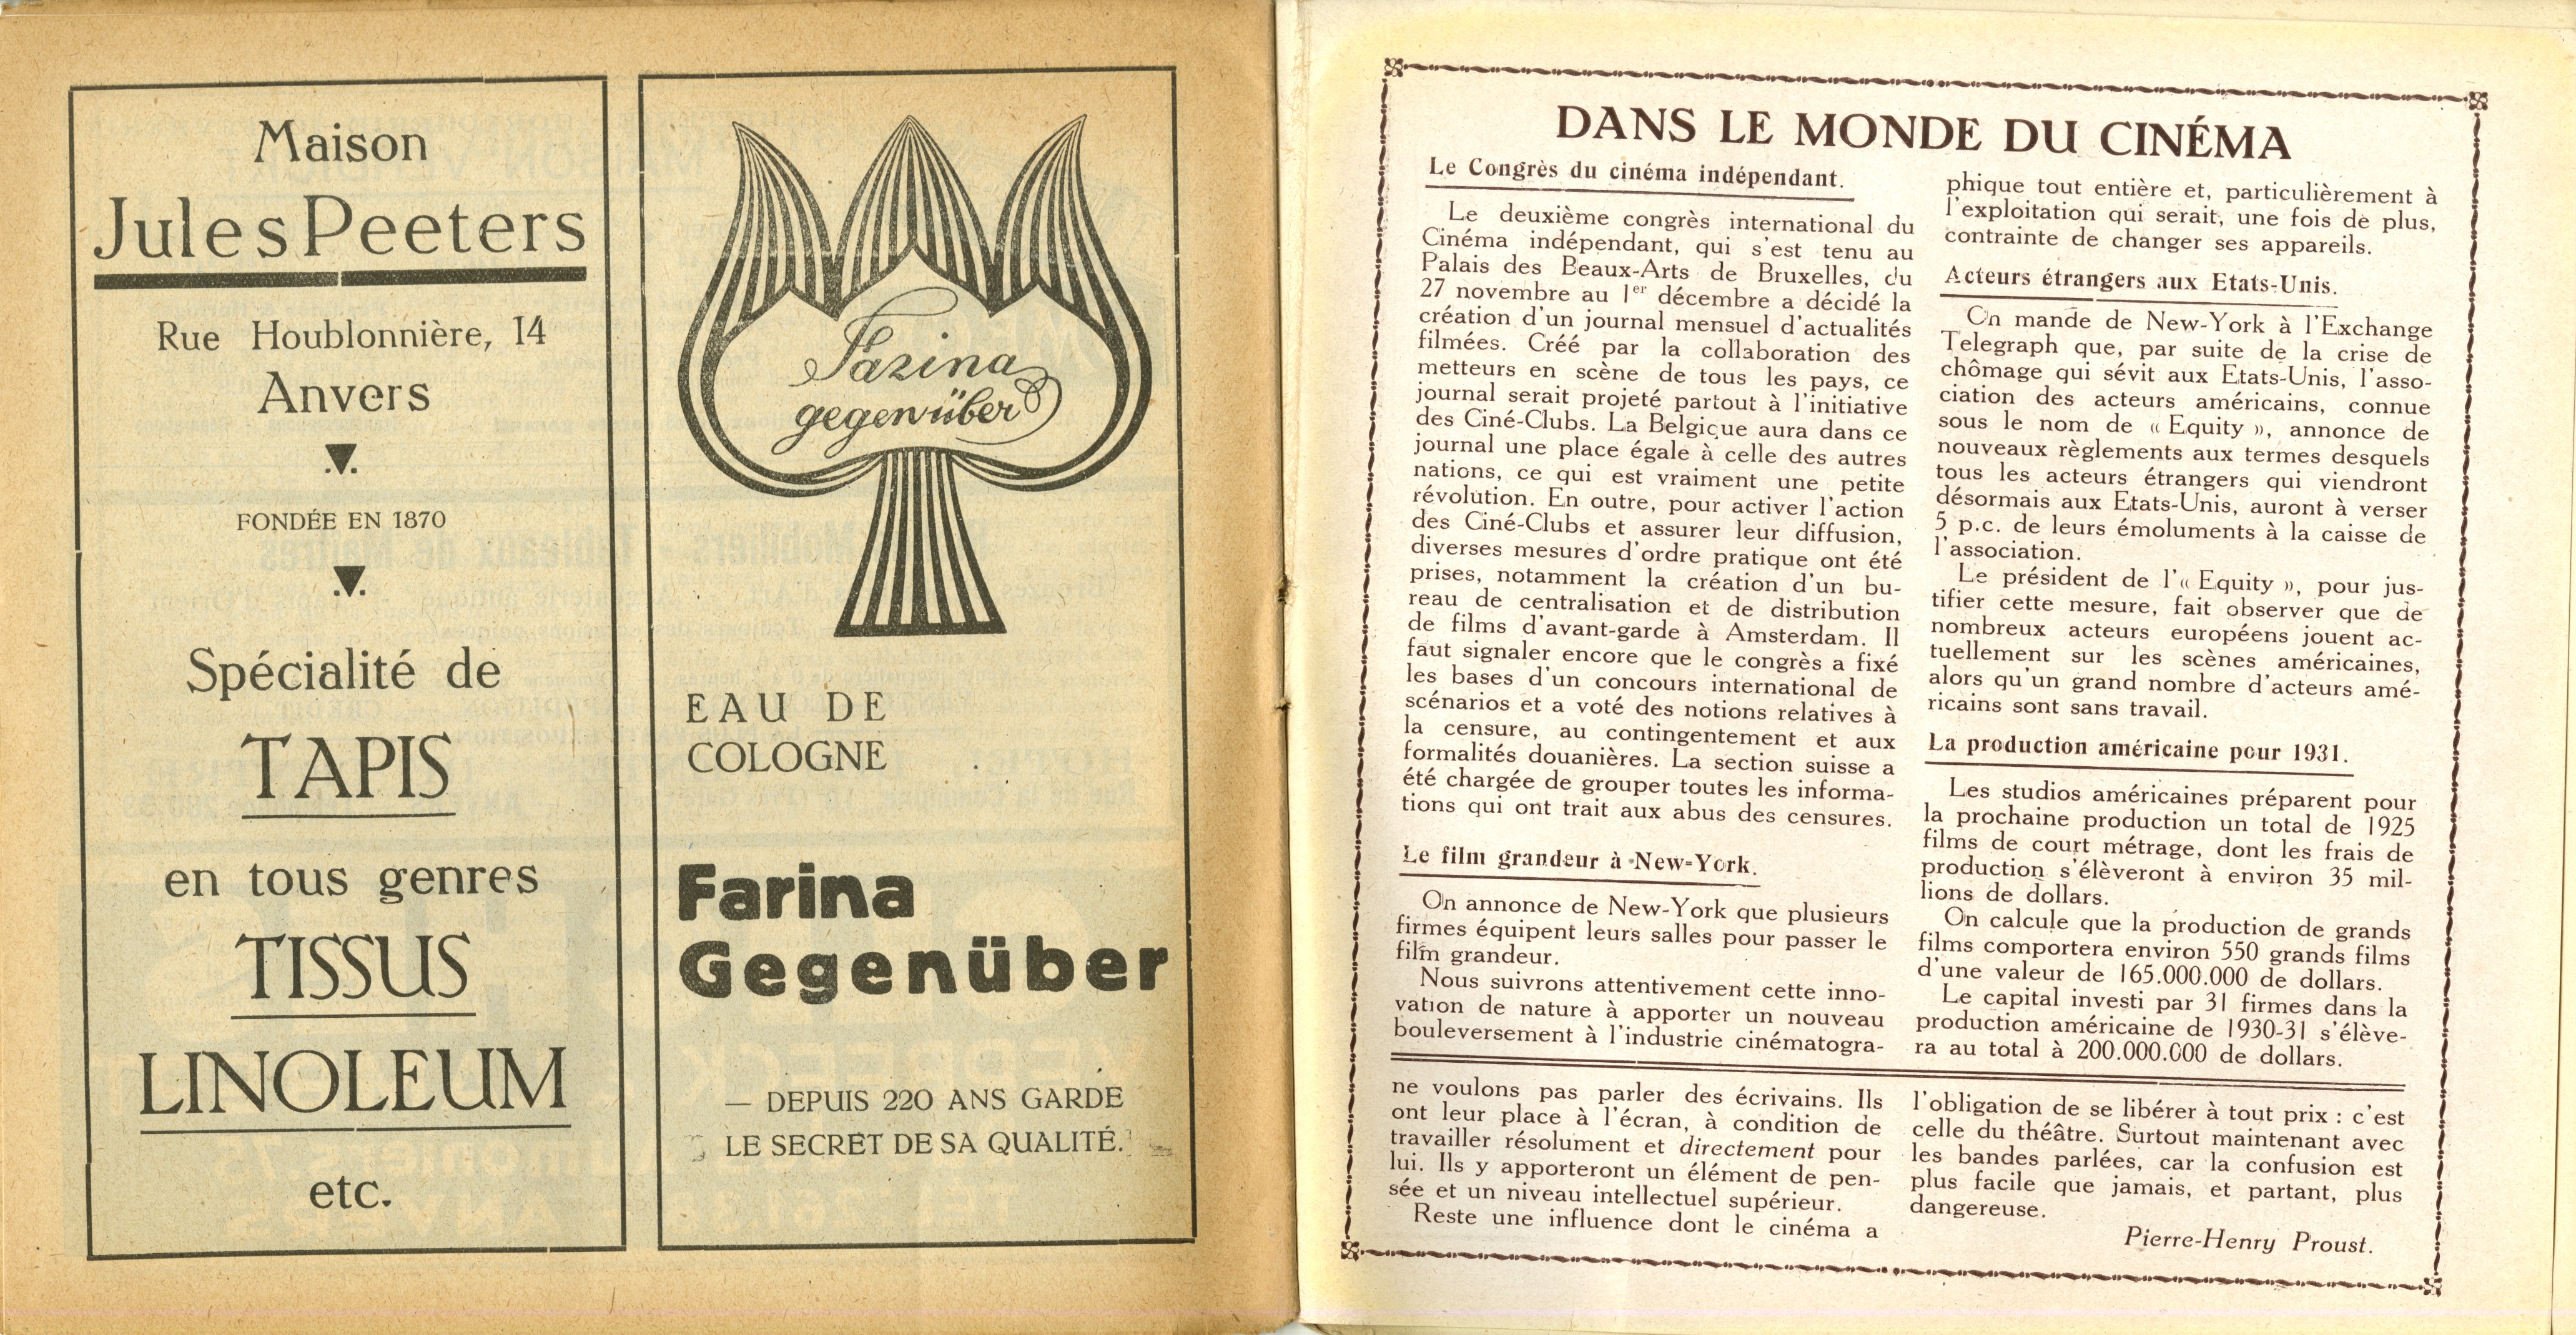 Maison
Jules Peeters
Rue Houblonnière, 14
Anvers
FONDÉE EN 1870
Spécialité de
TAPIS
en tous genres
TISSUS
LINOLEUM
etc.
Farina
gegenüber
EAU DE
COLOGNE
Farina
Gegenüber
— DEPUIS 220 ANS GARDE
LE SECRET DE SA QUALITÉ.
DANS LE MONDE DU CINÉMA
Le Congrès du cinéma indépendant.
Le deuxième congrès international du
Cinéma indépendant, qui s'est tenu au
Palais des Beaux-Arts de Bruxelles, du
27 novembre au 1er décembre a décidé la
création d'un journal mensuel d'actualités
filmées. Créé par la collaboration des
metteurs en scène de tous les pays, ce
journal serait projeté partout à l'initiative
des Ciné-Clubs. La Belgique aura dans ce
journal une place égale à celle des autres
nations, ce qui est vraiment une petite
révolution. En outre, pour activer l'action
des Ciné-Clubs et assurer leur diffusion,
diverses mesures d'ordre pratique ont été
prises, notamment la création d'un bu-
reau de centralisation et de distribution
de films d'avant-garde à Amsterdam. Il
faut signaler encore que le congrès a fixé
les bases d'un concours international de
scénarios et a voté des notions relatives à
la censure, au contingentement et aux
formalités douanières. La section suisse a
été chargée de grouper toutes les informa-
tions qui ont trait aux abus des censures.
Le film grandeur à New-York.
On annonce de New-York que plusieurs
firmes équipent leurs salles pour passer le
film grandeur.
Nous suivrons attentivement cette inno-
vation de nature à apporter un nouveau
bouleversement à l'industrie cinématogra-
phique tout entière et, particulièrement à
l'exploitation qui serait, une fois de plus,
contrainte de changer ses appareils.
Acteurs étrangers aux Etats-Unis.
On mande de New-York à l'Exchange
Telegraph que, par suite de la crise de
chômage qui sévit aux Etats-Unis, l'asso-
ciation des acteurs américains, connue
sous le nom de « Equity », annonce de
nouveaux règlements aux termes desquels
tous les acteurs étrangers qui viendront
désormais aux Etats-Unis, auront à verser
5 p.c. de leurs émoluments à la caisse de
l'association.
Le président de l'« Equity », pour jus-
tifier cette mesure, fait observer que de
nombreux acteurs européens jouent ac-
tuellement sur les scènes américaines,
alors qu'un grand nombre d'acteurs amé-
ricains sont sans travail.
La production américaine pour 1931.
Les studios américaines préparent pour
la prochaine production un total de 1925
films de court métrage, dont les frais de
production s'élèveront à environ 35 mil-
lions de dollars.
On calcule que la production de grands
films comportera environ 550 grands films
d'une valeur de 165.000.000 de dollars.
Le capital investi par 31 firmes dans la
production américaine de 1930-31 s'élève-
ra au total à 200.000.000 de dollars.
ne voulons pas parler des écrivains. Ils
ont leur place à l'écran, à condition de
travailler résolument et directement pour
lui. Ils y apporteront un élément de pen-
sée et un niveau intellectuel supérieur.
Reste une influence dont le cinéma a
l'obligation de se libérer à tout prix : c'est
celle du théâtre. Surtout maintenant avec
les bandes parlées, car la confusion est
plus facile que jamais, et partant, plus
dangereuse.
Pierre-Henry Proust.